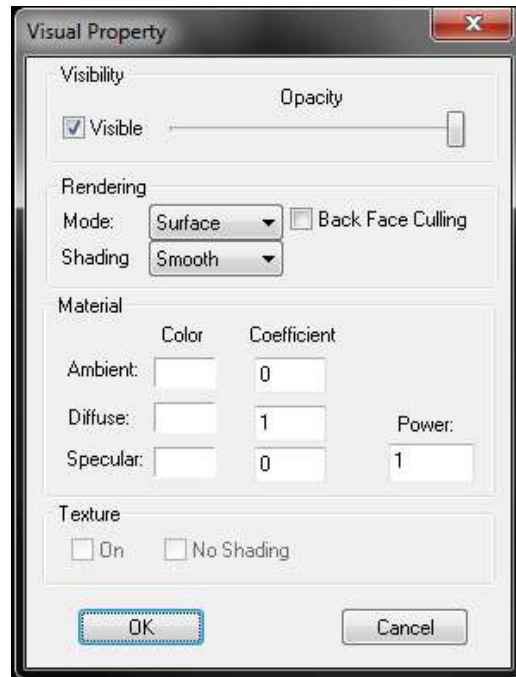 Visual Property
Visibility
Opacity
Visible
Rendering
Mode: Surface Back Face Culling
Shading Smooth
Material
Color Coefficient
Ambient: 0
Diffuse: 1 Power:
Specular: 0 1
Texture
On No Shading
OK Cancel